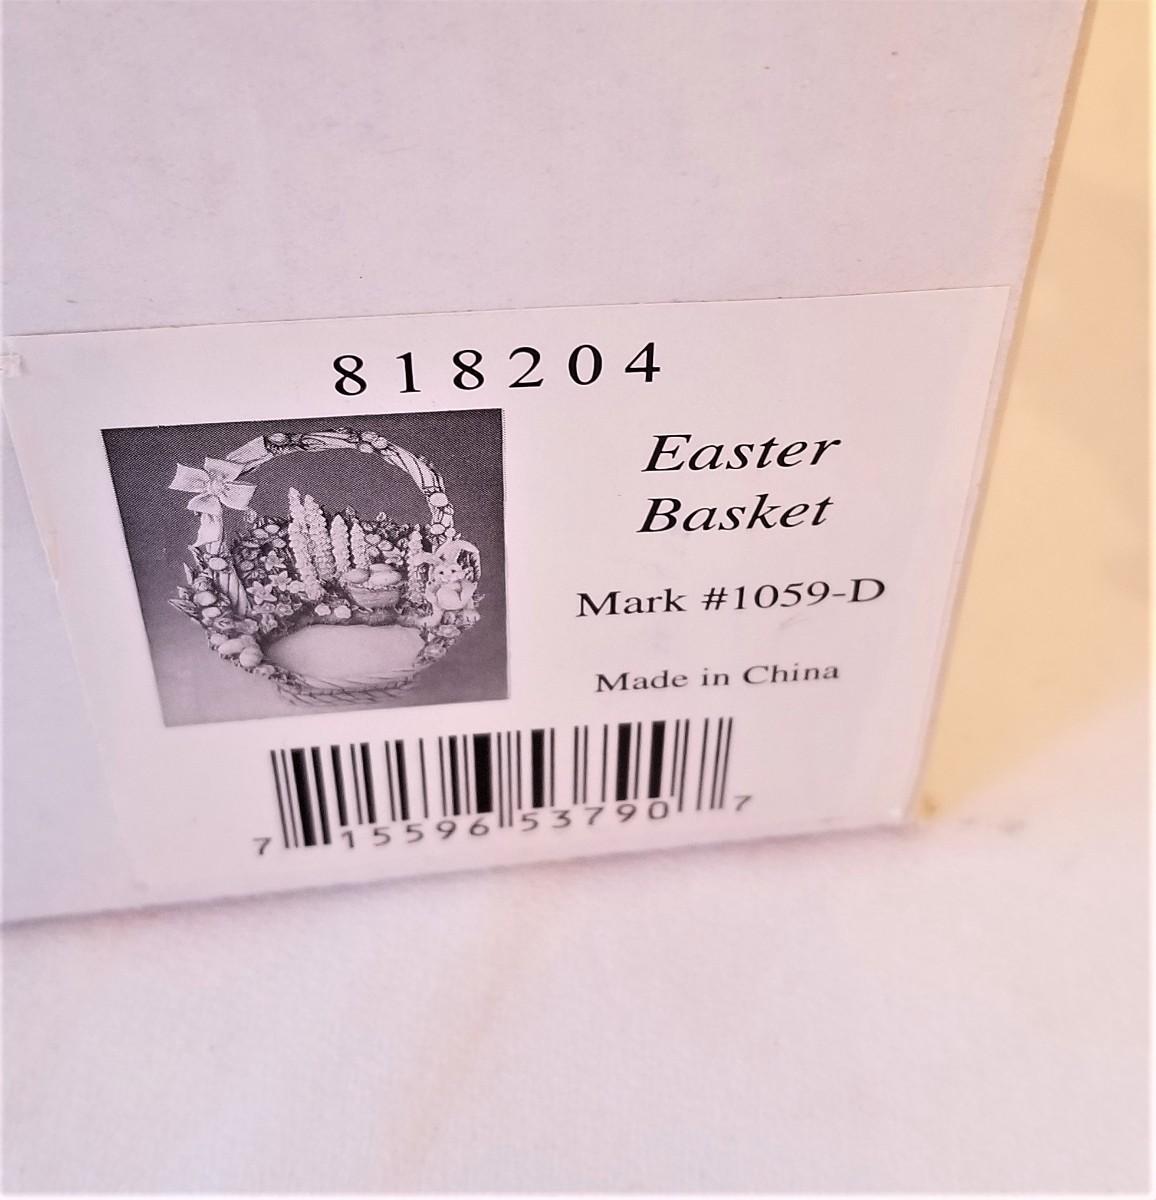 818204
Easter
Basket
Mark #1059-D
Made in China
7 15596 53790 7